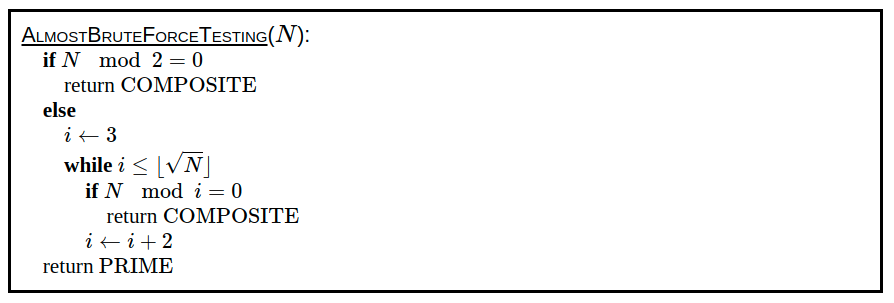 ALMOSTBRUTEFORCETESTING(N):
if N mod 2 = 0
return COMPOSITE
else
i ← 3
while i ≤ ⌊√N⌋
if N mod i = 0
return COMPOSITE
i ← i + 2
return PRIME